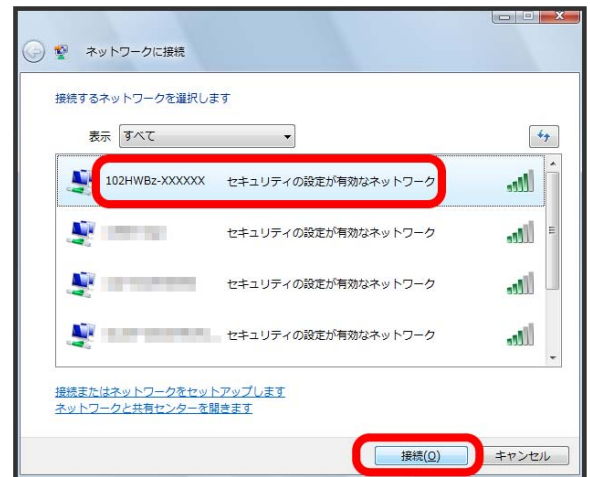 ネットワークに接続
接続するネットワークを選択します
表示 すべて
102HWBz-XXXXXX セキュリティの設定が有効なネットワーク
セキュリティの設定が有効なネットワーク
セキュリティの設定が有効なネットワーク
セキュリティの設定が有効なネットワーク
接続またはネットワークをセットアップします
ネットワークと共有センターを開きます
接続(O) キャンセル